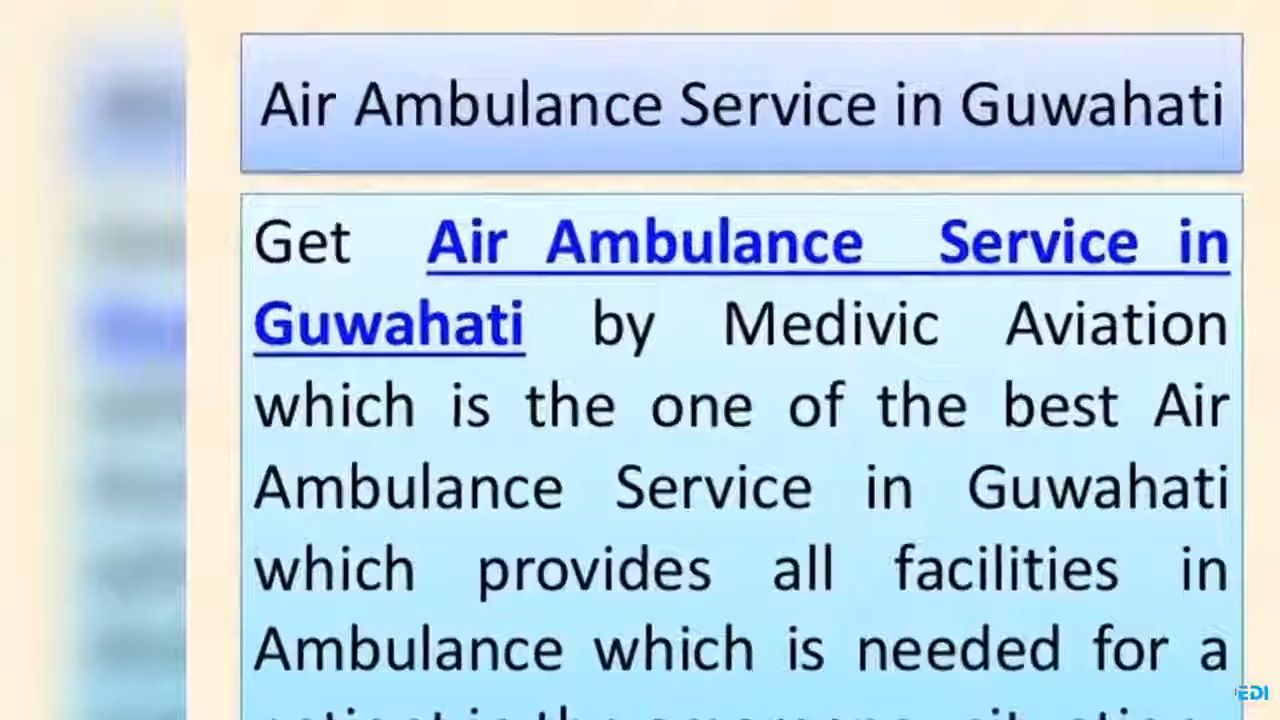 Air Ambulance Service in Guwahati
Get Air Ambulance Service in
Guwahati by Medivic Aviation
which is the one of the best Air
Ambulance Service in Guwahati
which provides all facilities in
Ambulance which is needed for a
EDI